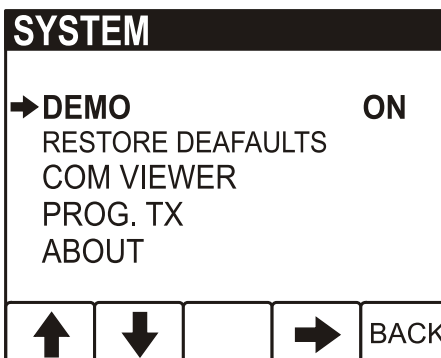 SYSTEM
DEMO ON
RESTORE DEAFAULTS
COM VIEWER
PROG. TX
ABOUT
BACK